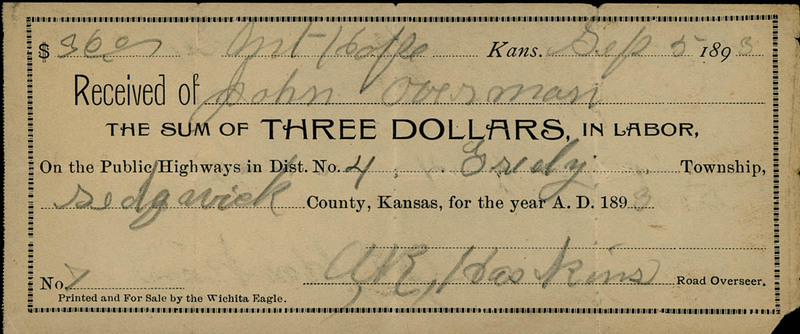 $ 3.00 Mt Hope Kans. Sep 5 1893
Received of John Overman
THE SUM OF THREE DOLLARS, IN LABOR,
On the Public Highways in Dist. No. 4, Township,
Sedgwick County, Kansas, for the year A. D. 1893
A R Haskins Road Overseer.
No. 7
Printed and For Sale by the Wichita Eagle.